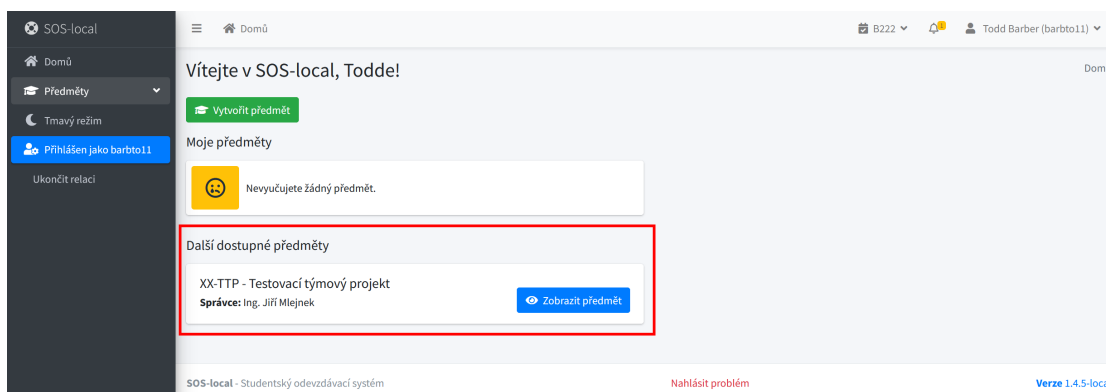 SOS-local
Domů
Předměty
Tmavý režim
Přihlášen jako barbto11
Ukončit relaci
Domů
B222
1
Todd Barber (barbto11)
Vítejte v SOS-local, Todde!
Dom
Vytvořit předmět
Moje předměty
Nevyučujete žádný předmět.
Další dostupné předměty
XX-TTP - Testovací týmový projekt
Správce: Ing. Jiří Mlejnek
Zobrazit předmět
SOS-local - Studentský odevzdávací systém
Nahlásit problém
Verze 1.4.5-loca